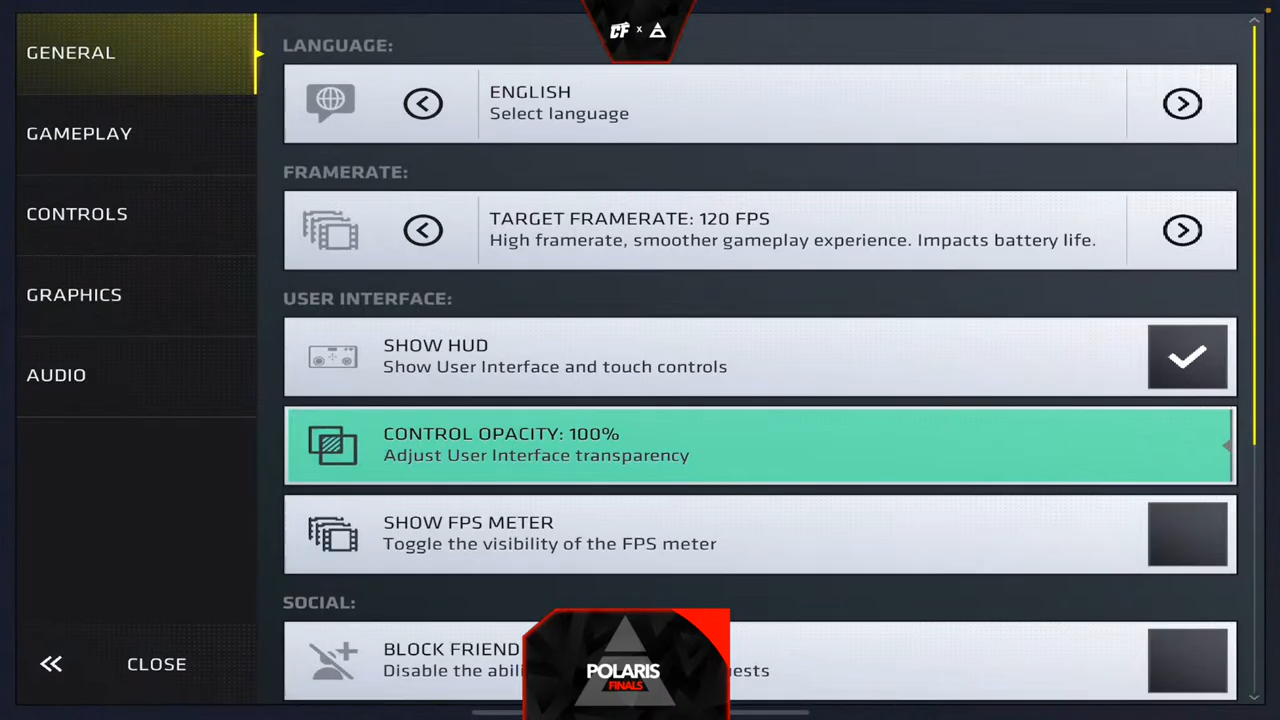 CF x
GENERAL
GAMEPLAY
CONTROLS
GRAPHICS
AUDIO
CLOSE
LANGUAGE:
ENGLISH
Select language
FRAMERATE:
TARGET FRAMERATE: 120 FPS
High framerate, smoother gameplay experience. Impacts battery life.
USER INTERFACE:
SHOW HUD
Show User Interface and touch controls
CONTROL OPACITY: 100%
Adjust User Interface transparency
SHOW FPS METER
Toggle the visibility of the FPS meter
SOCIAL:
BLOCK FRIEND
Disable the abili
uests
POLARIS
FINALS